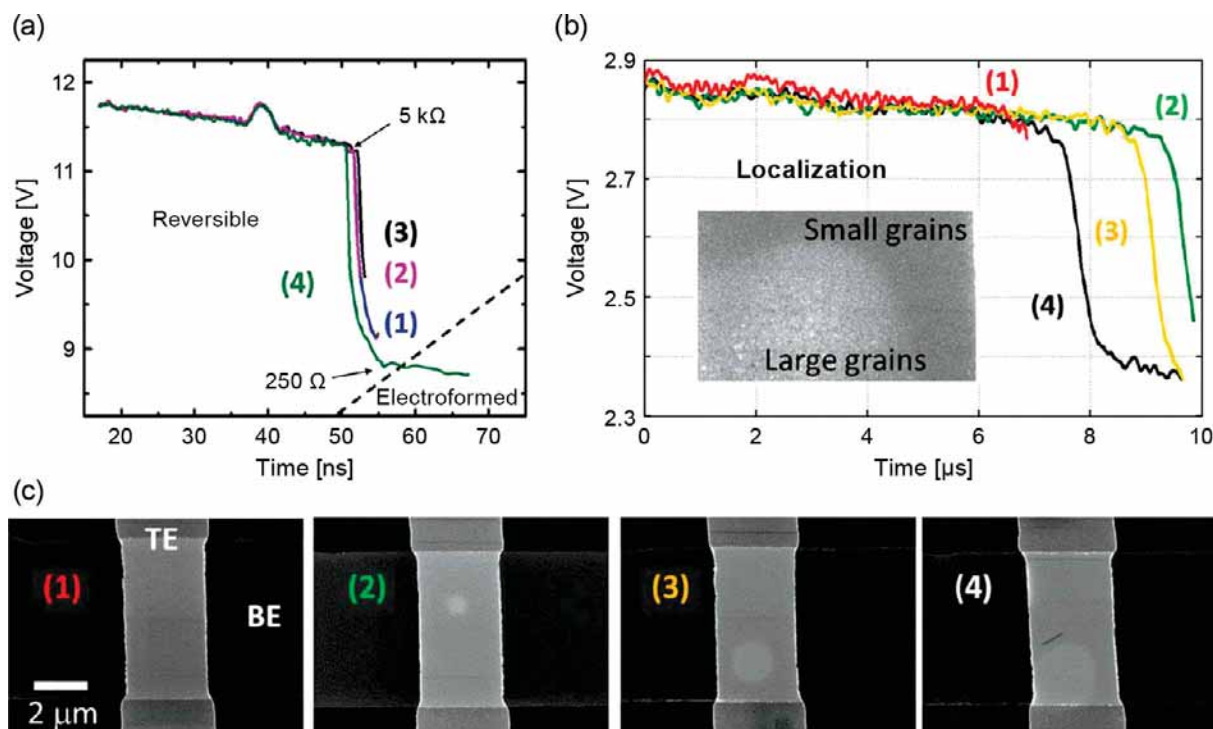 (a)
12
11
10
9
Voltage [V]
20 30 40 50 60 70
Time [ns]
Reversible
5 kΩ
(3)
(2)
(4)
(1)
250 Ω
Electroformed
(b)
2.9
2.7
2.5
2.3
Voltage [V]
0 2 4 6 8 10
Time [µs]
(1)
(2)
Localization
(3)
(4)
Small grains
Large grains
(c)
TE
(1)
BE
2 µm
(2)
(3)
(4)